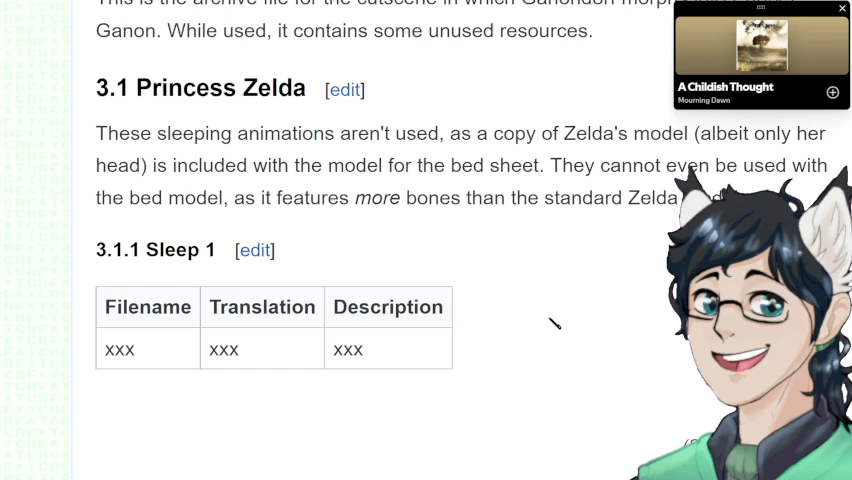 This is the archive file for the cutscene in which Ganondorf morphs
Ganon. While used, it contains some unused resources.
3.1 Princess Zelda [edit]
These sleeping animations aren't used, as a copy of Zelda's model (albeit only her
head) is included with the model for the bed sheet. They cannot even be used with
the bed model, as it features more bones than the standard Zelda
3.1.1 Sleep 1 [edit]
Filename Translation Description
xxx xxx xxx
A Childish Thought
Mourning Dawn